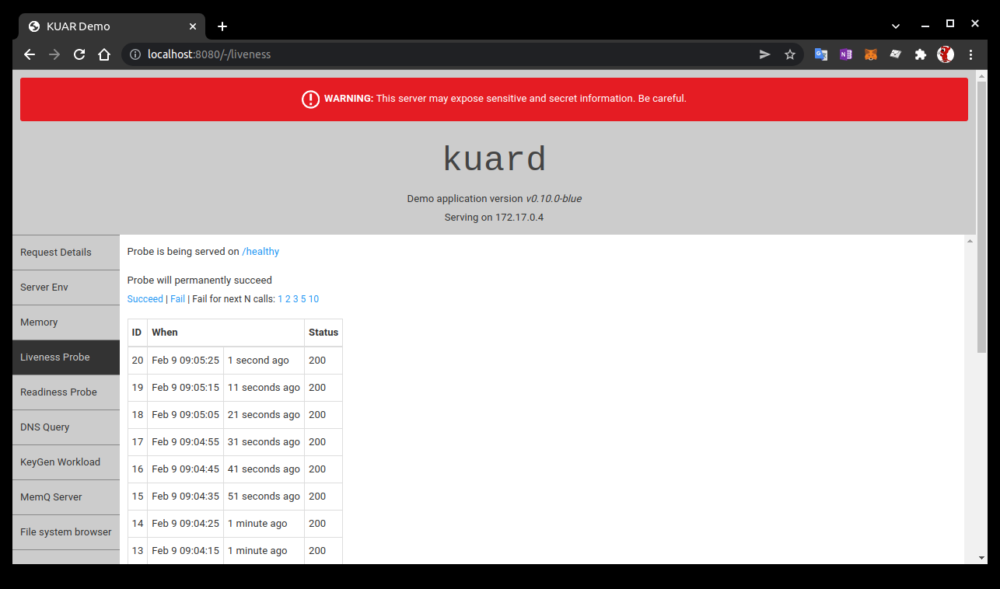 KUAR Demo
localhost:8080/-/liveness
WARNING: This server may expose sensitive and secret information. Be careful.
kuard
Demo application version v0.10.0-blue
Serving on 172.17.0.4
Request Details
Server Env
Memory
Liveness Probe
Readiness Probe
DNS Query
KeyGen Workload
MemQ Server
File system browser
Probe is being served on /healthy
Probe will permanently succeed
Succeed | Fail | Fail for next N calls: 1 2 3 5 10
ID When Status
20 Feb 9 09:05:25 1 second ago 200
19 Feb 9 09:05:15 11 seconds ago 200
18 Feb 9 09:05:05 21 seconds ago 200
17 Feb 9 09:04:55 31 seconds ago 200
16 Feb 9 09:04:45 41 seconds ago 200
15 Feb 9 09:04:35 51 seconds ago 200
14 Feb 9 09:04:25 1 minute ago 200
13 Feb 9 09:04:15 1 minute ago 200